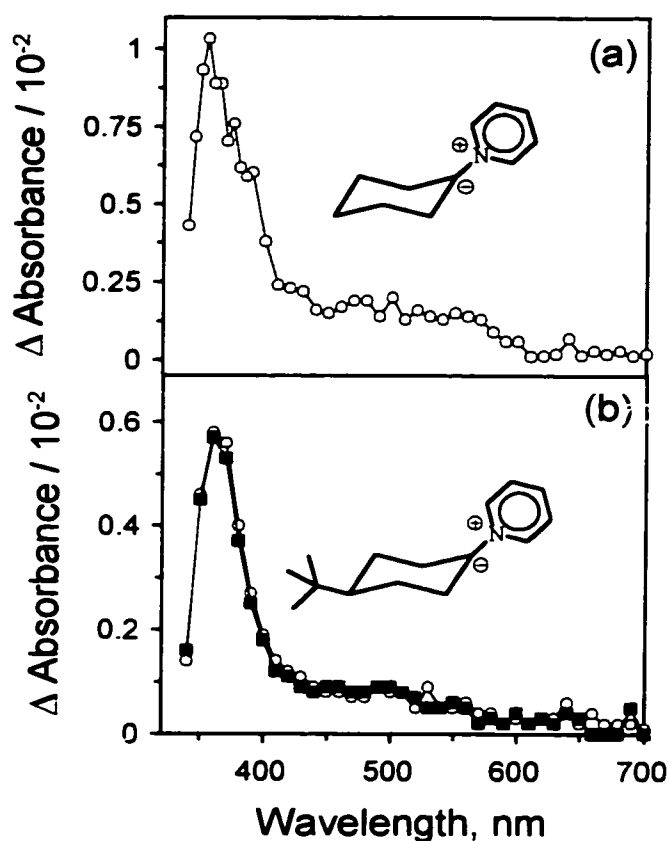 Δ Absorbance / 10⁻²
1
0.75
0.5
0.25
0
(a)
⊕
N
⊖
Δ Absorbance / 10⁻²
0.6
0.4
0.2
0
(b)
⊕
N
⊖
400 500 600 700
Wavelength, nm